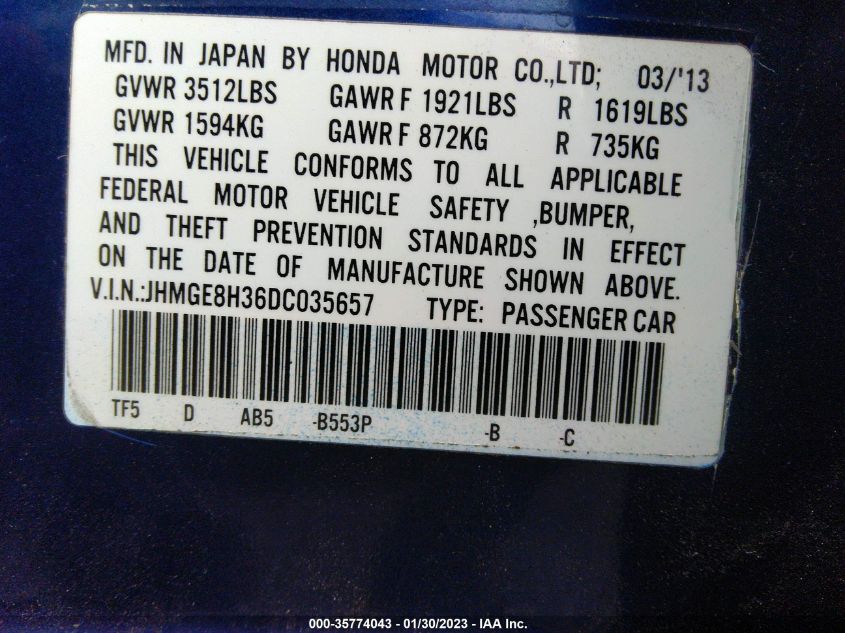 MFD. IN JAPAN BY HONDA MOTOR CO.,LTD; 03/'13
GVWR 3512LBS GAWR F 1921LBS R 1619LBS
GVWR 1594KG GAWR F 872KG R 735KG
THIS VEHICLE CONFORMS TO ALL APPLICABLE
FEDERAL MOTOR VEHICLE SAFETY ,BUMPER,
AND THEFT PREVENTION STANDARDS IN EFFECT
ON THE DATE OF MANUFACTURE SHOWN ABOVE.
V.I.N.:JHMGE8H36DC035657 TYPE: PASSENGER CAR
TF5 D AB5 -B553P -B -C
000-35774043 - 01/30/2023 - IAA Inc.